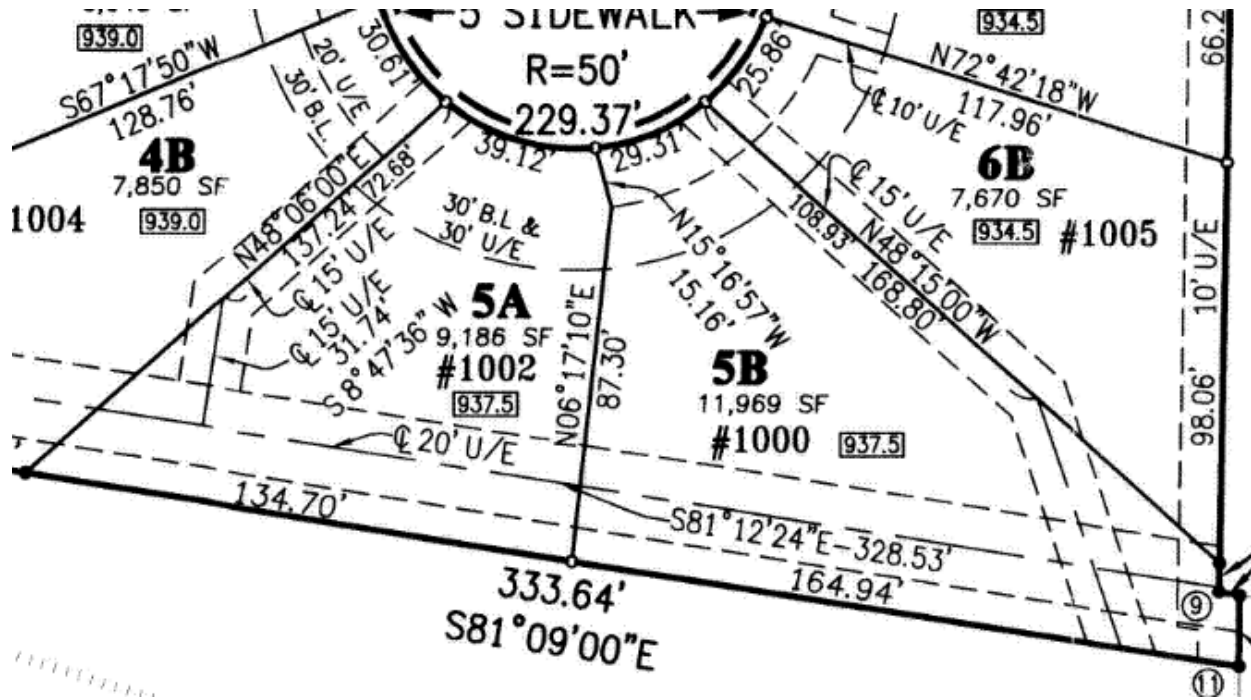 5' SIDEWALK
R=50'
229.37'
939.0
30.61'
20' U/E
30' B.L.
25.86
934.5
66.2
N72°42'18"W
117.96'
S67°17'50"W
128.76'
℄ 10' U/E
4B
7,850 SF
939.0
1004
39.12'
29.31'
6B
7,670 SF
934.5
#1005
℄ 15' U/E
N48°15'00"W
108.93'
168.80'
10' U/E
98.06'
N48°06'00"E
72.68'
137.24
℄ 15' U/E
℄ 15' U/E
31.74'
S 8°47'36" W
30' B.L &
30' U/E
N15°16'57"W
15.16'
5A
9,186 SF
#1002
937.5
N06°17'10"E
87.30'
5B
11,969 SF
#1000
937.5
℄ 20' U/E
134.70'
S81°12'24"E-328.53'
164.94'
333.64'
S81°09'00"E
9
11